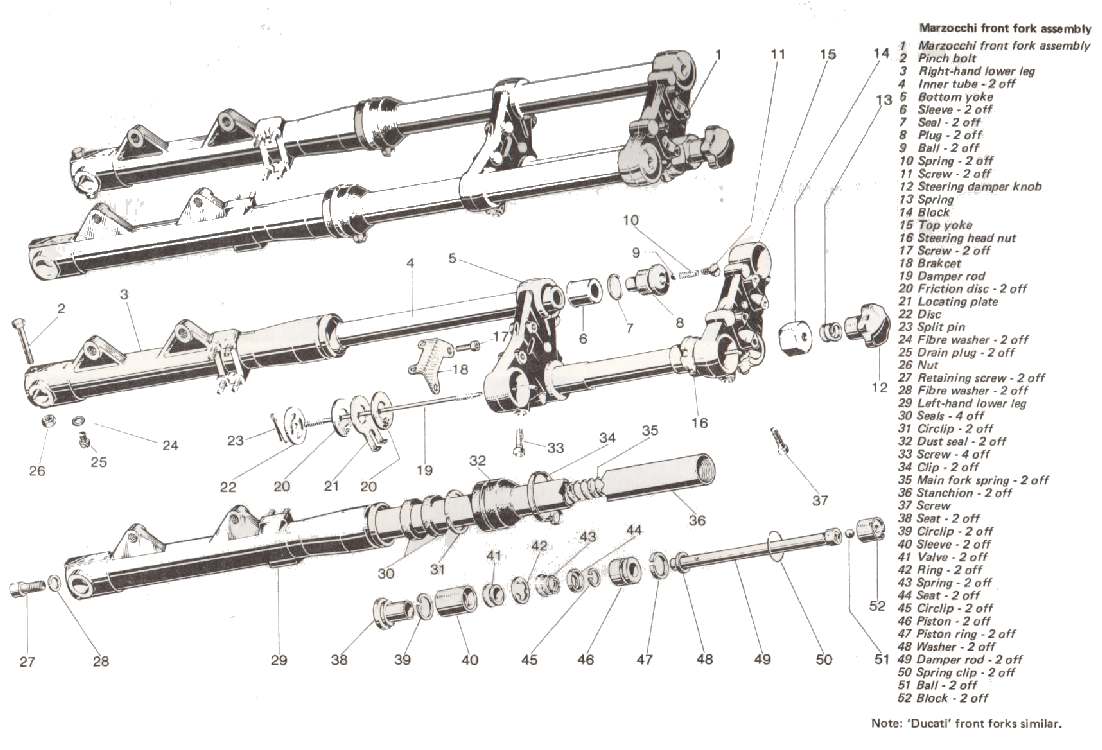 Marzocchi front fork assembly
1 Marzocchi front fork assembly
2 Pinch bolt
3 Right-hand lower leg
4 Inner tube - 2 off
5 Bottom yoke
6 Sleeve - 2 off
7 Seal - 2 off
8 Plug - 2 off
9 Ball - 2 off
10 Spring - 2 off
11 Screw - 2 off
12 Steering damper knob
13 Spring
14 Block
15 Top yoke
16 Steering head nut
17 Screw - 2 off
18 Brakcet
19 Damper rod
20 Friction disc - 2 off
21 Locating plate
22 Disc
23 Split pin
24 Fibre washer - 2 off
25 Drain plug - 2 off
26 Nut
27 Retaining screw - 2 off
28 Fibre washer - 2 off
29 Left-hand lower leg
30 Seals - 4 off
31 Circlip - 2 off
32 Dust seal - 2 off
33 Screw - 4 off
34 Clip - 2 off
35 Main fork spring - 2 off
36 Stanchion - 2 off
37 Screw
38 Seat - 2 off
39 Circlip - 2 off
40 Sleeve - 2 off
41 Valve - 2 off
42 Ring - 2 off
43 Spring - 2 off
44 Seat - 2 off
45 Circlip - 2 off
46 Piston - 2 off
47 Piston ring - 2 off
48 Washer - 2 off
49 Damper rod - 2 off
50 Spring clip - 2 off
51 Ball - 2 off
52 Block - 2 off
Note: 'Ducati' front forks similar.
1 11 15 14
13
10
9
5
4
3
2
17
6
7
8
18
12
16
24
23
26
25
22
20
21
20
19
33
34
35
32
37
36
30
31
41
42
43
44
52
27
28
29
38
39
40
45
46
47
48
49
50
51